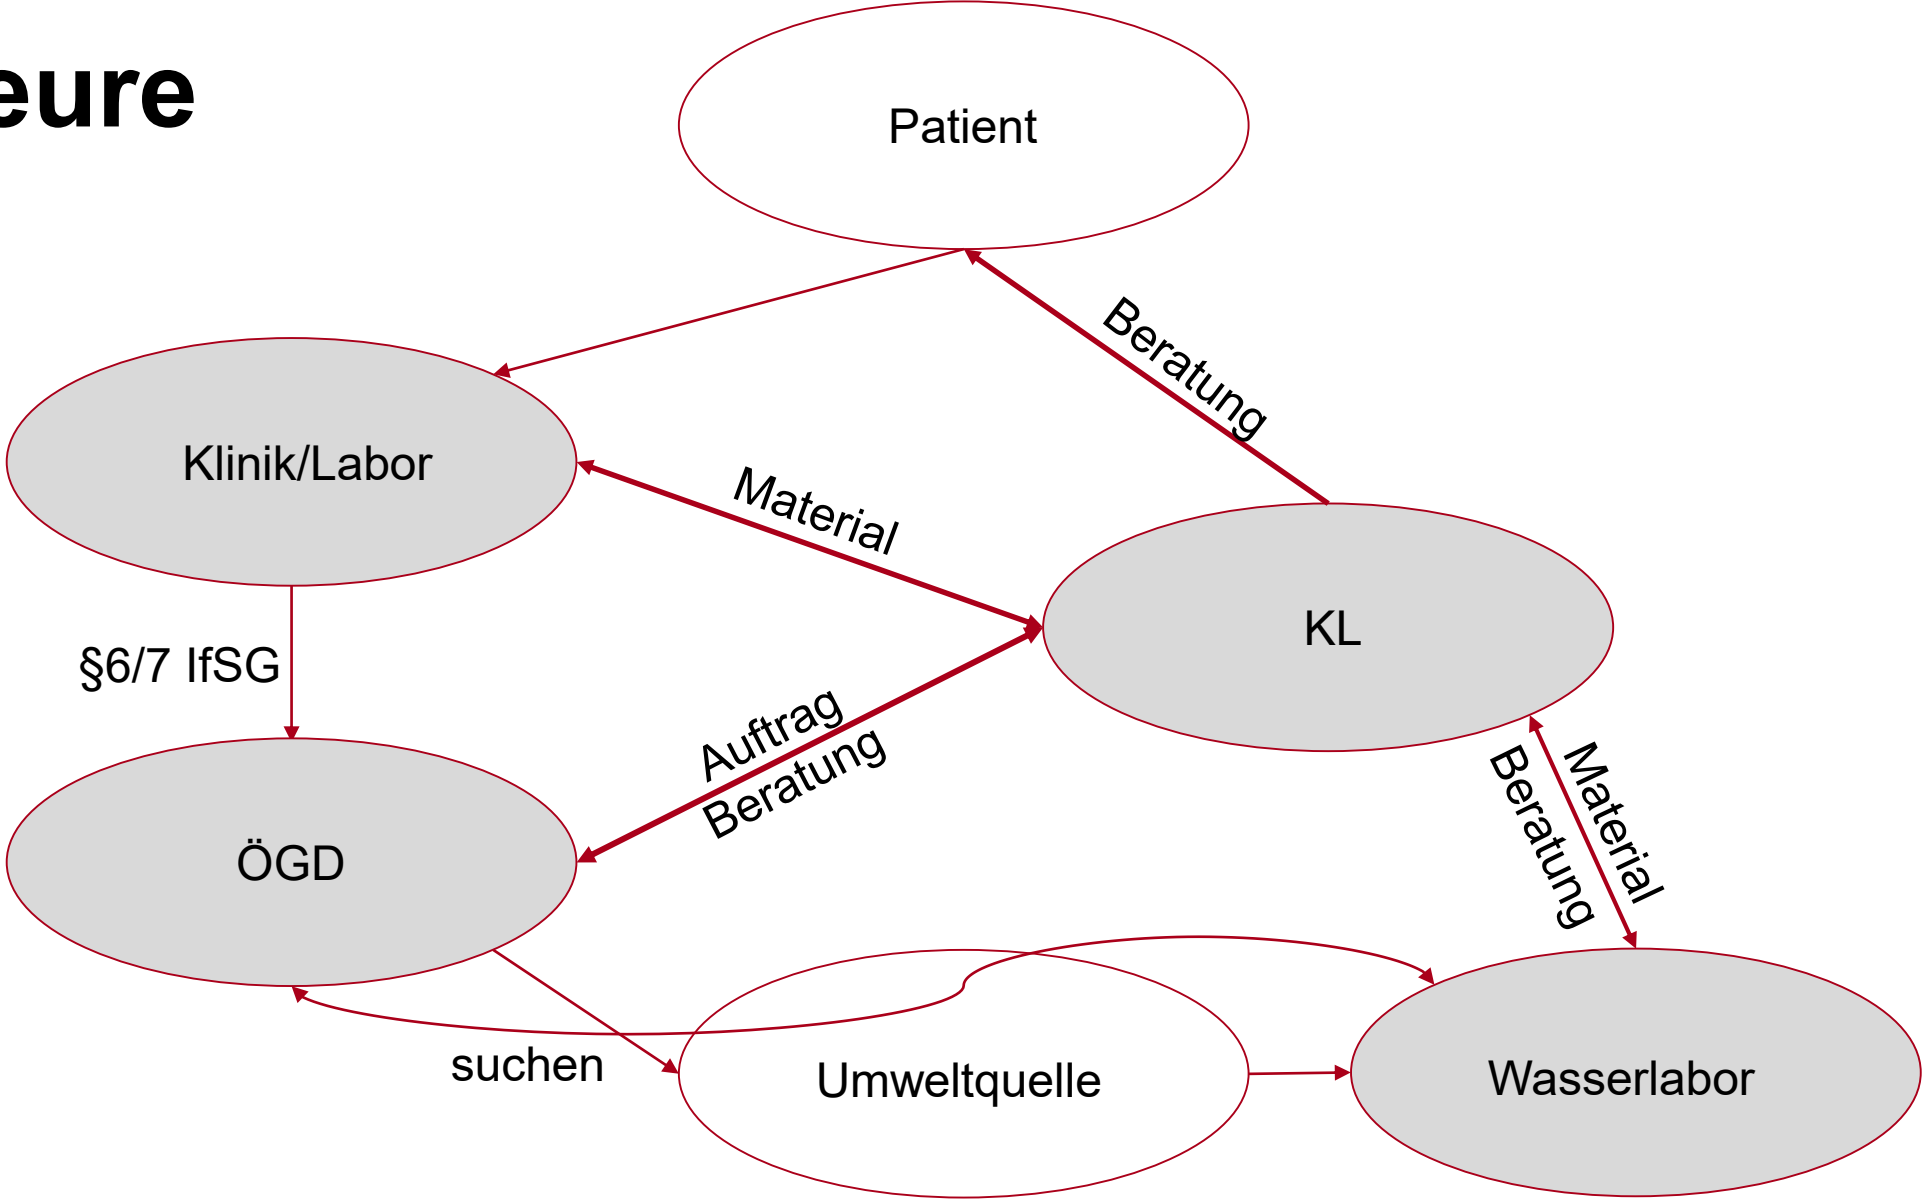 eure
Patient
Beratung
Klinik/Labor
Material
KL
§6/7 IfSG
Auftrag
Beratung
Material
Beratung
ÖGD
suchen
Umweltquelle
Wasserlabor